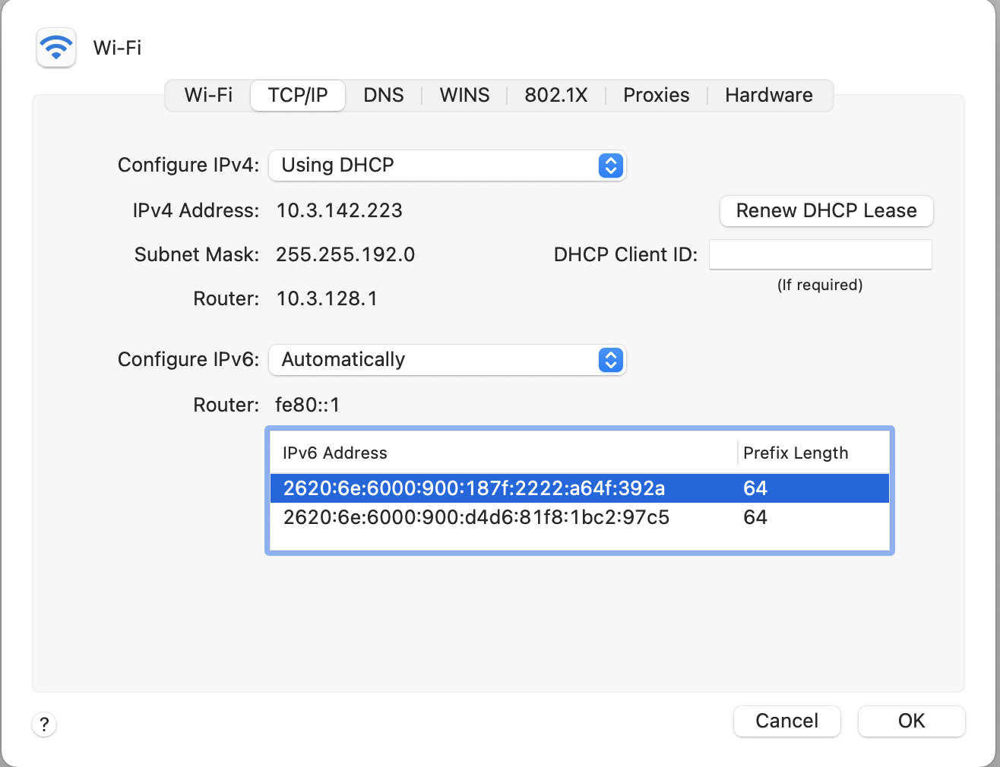 Wi-Fi
Wi-Fi TCP/IP DNS WINS 802.1X Proxies Hardware
Configure IPv4: Using DHCP
IPv4 Address: 10.3.142.223 Renew DHCP Lease
Subnet Mask: 255.255.192.0 DHCP Client ID:
(If required)
Router: 10.3.128.1
Configure IPv6: Automatically
Router: fe80::1
IPv6 Address Prefix Length
2620:6e:6000:900:187f:2222:a64f:392a 64
2620:6e:6000:900:d4d6:81f8:1bc2:97c5 64
? Cancel OK